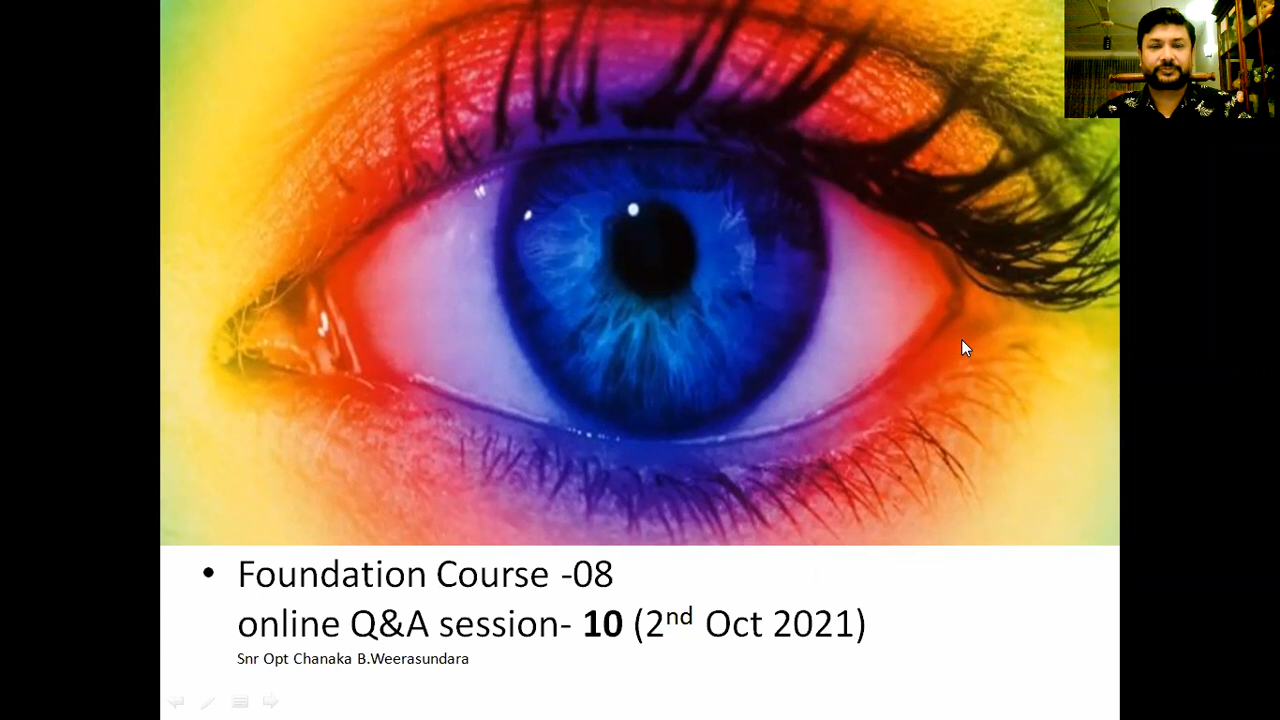 • Foundation Course -08
online Q&A session- 10 (2nd Oct 2021)
Snr Opt Chanaka B.Weerasundara